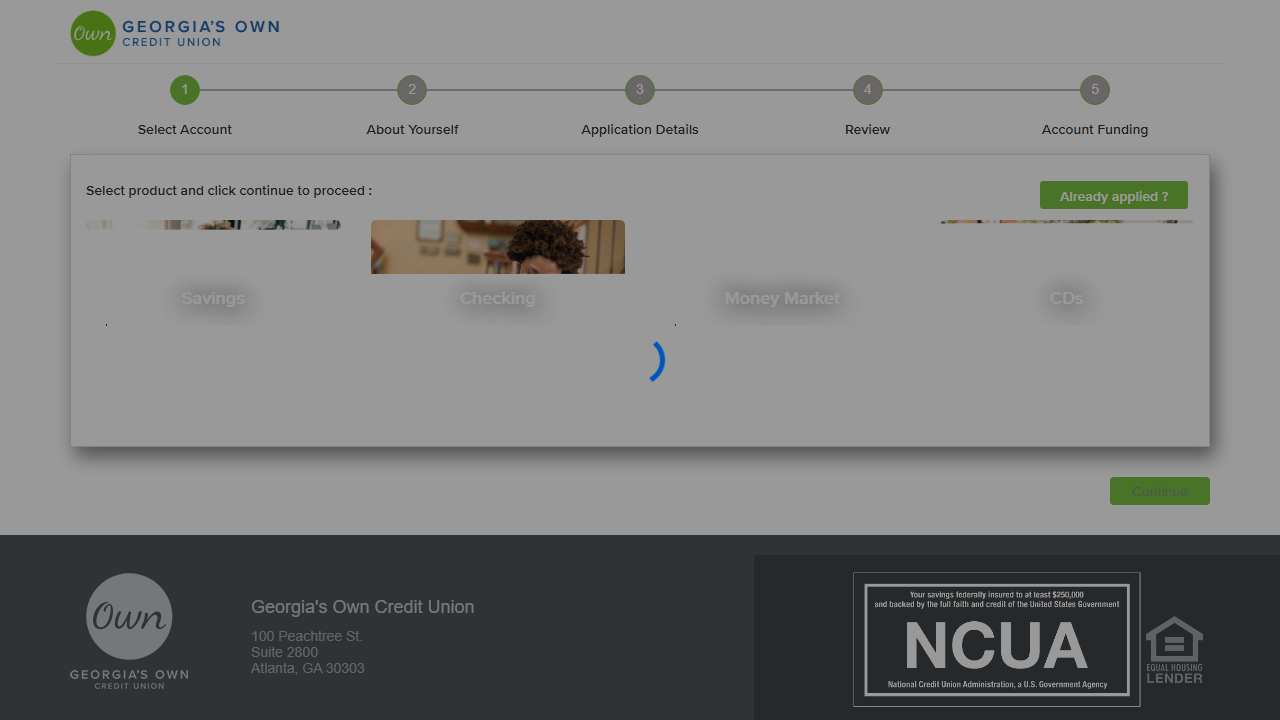 Own
GEORGIA'S OWN
CREDIT UNION
1
2
3
4
5
Select Account
About Yourself
Application Details
Review
Account Funding
Select product and click continue to proceed :
Already applied ?
Savings
Checking
Money Market
CDs
Continue
Own
GEORGIA'S OWN
CREDIT UNION
Georgia's Own Credit Union
100 Peachtree St.
Suite 2800
Atlanta, GA 30303
Your savings federally insured to at least $250,000
and backed by the full faith and credit of the United States Government
NCUA
National Credit Union Administration, a U.S. Government Agency
EQUAL HOUSING
LENDER